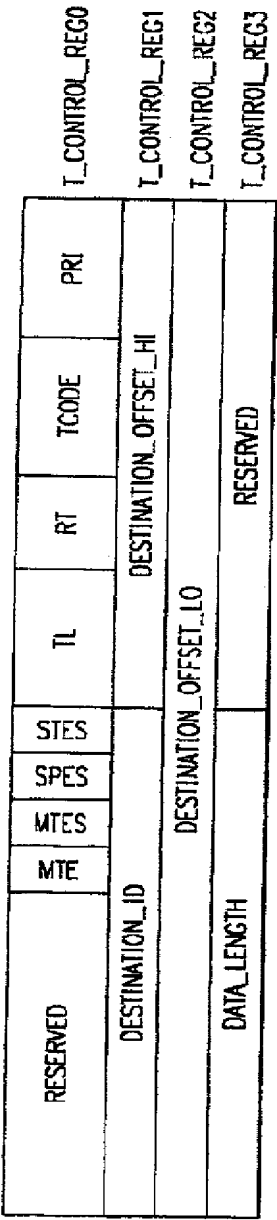 RESERVED MTE MTES SPES STES TL RT TCODE PRI T_CONTROL_REG0
DESTINATION_ID DESTINATION_OFFSET_HI T_CONTROL_REG1
DESTINATION_OFFSET_LO T_CONTROL_REG2
DATA_LENGTH RESERVED T_CONTROL_REG3